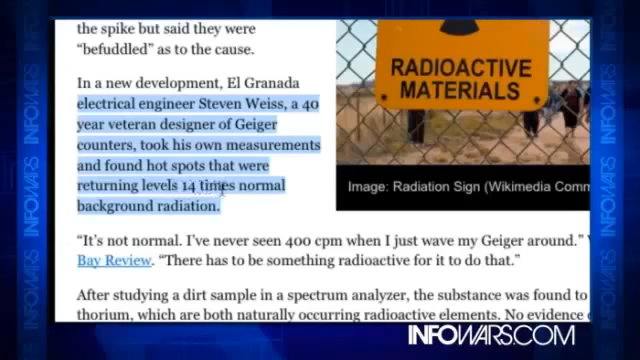 the spike but said they were
“befuddled” as to the cause.
In a new development, El Granada
electrical engineer Steven Weiss, a 40
year veteran designer of Geiger
counters, took his own measurements
and found hot spots that were
returning levels 14 times normal
background radiation.
RADIOACTIVE
MATERIALS
Image: Radiation Sign (Wikimedia Comm
“It’s not normal. I’ve never seen 400 cpm when I just wave my Geiger around.”
Bay Review. “There has to be something radioactive for it to do that.”
After studying a dirt sample in a spectrum analyzer, the substance was found to
thorium, which are both naturally occurring radioactive elements. No evidence
INFOWARS
INFOWARS
INFOWARS.COM